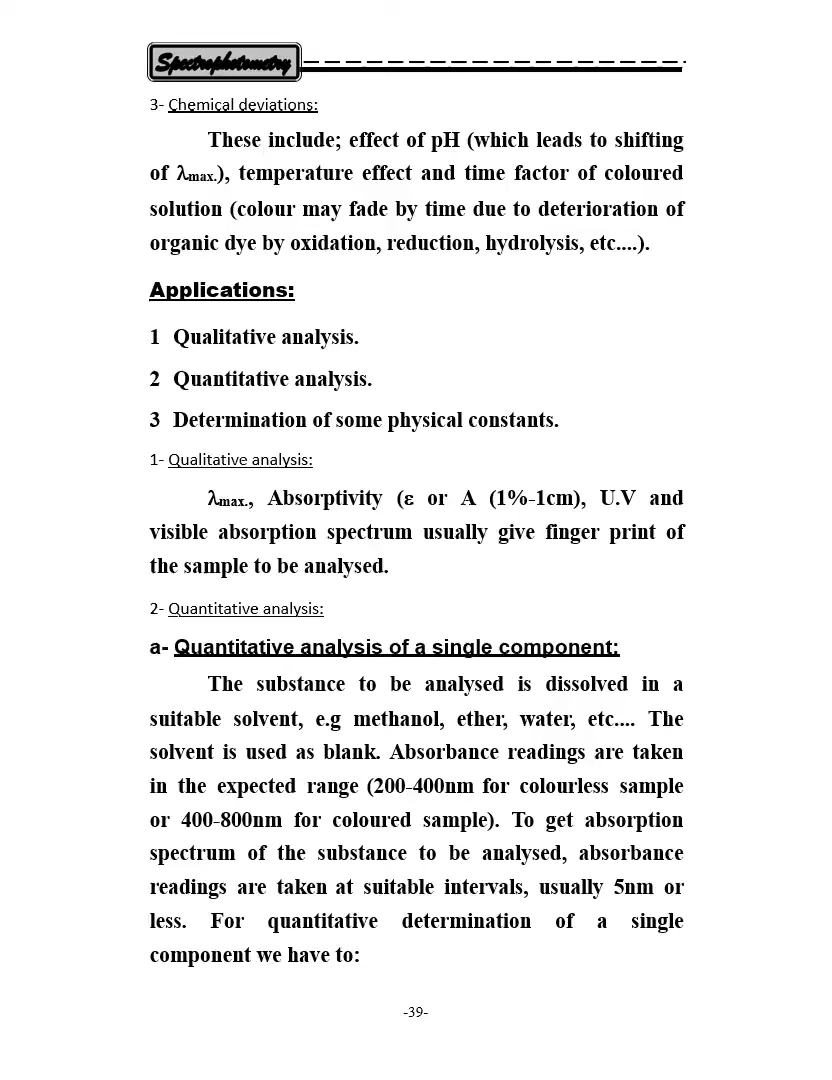 Spectrophotometry
3- Chemical deviations:
These include; effect of pH (which leads to shifting
of λmax.), temperature effect and time factor of coloured
solution (colour may fade by time due to deterioration of
organic dye by oxidation, reduction, hydrolysis, etc....).
Applications:
1 Qualitative analysis.
2 Quantitative analysis.
3 Determination of some physical constants.
1- Qualitative analysis:
λmax., Absorptivity (ε or A (1%-1cm), U.V and
visible absorption spectrum usually give finger print of
the sample to be analysed.
2- Quantitative analysis:
a- Quantitative analysis of a single component:
The substance to be analysed is dissolved in a
suitable solvent, e.g methanol, ether, water, etc.... The
solvent is used as blank. Absorbance readings are taken
in the expected range (200-400nm for colourless sample
or 400-800nm for coloured sample). To get absorption
spectrum of the substance to be analysed, absorbance
readings are taken at suitable intervals, usually 5nm or
less. For quantitative determination of a single
component we have to:
-39-